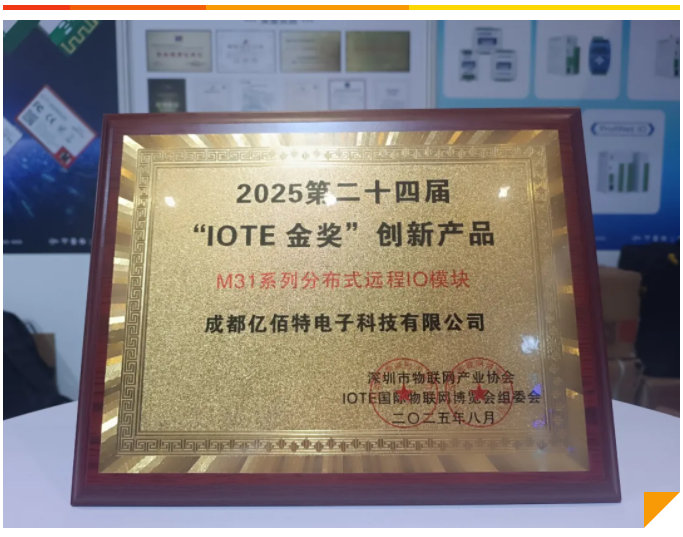 Profinet IO
2025第二十四届
“IOTE 金奖”创新产品
M31系列分布式远程IO模块
成都亿佰特电子科技有限公司
深圳市物联网产业协会
IOTE国际物联网博览会组委会
二〇二五年八月